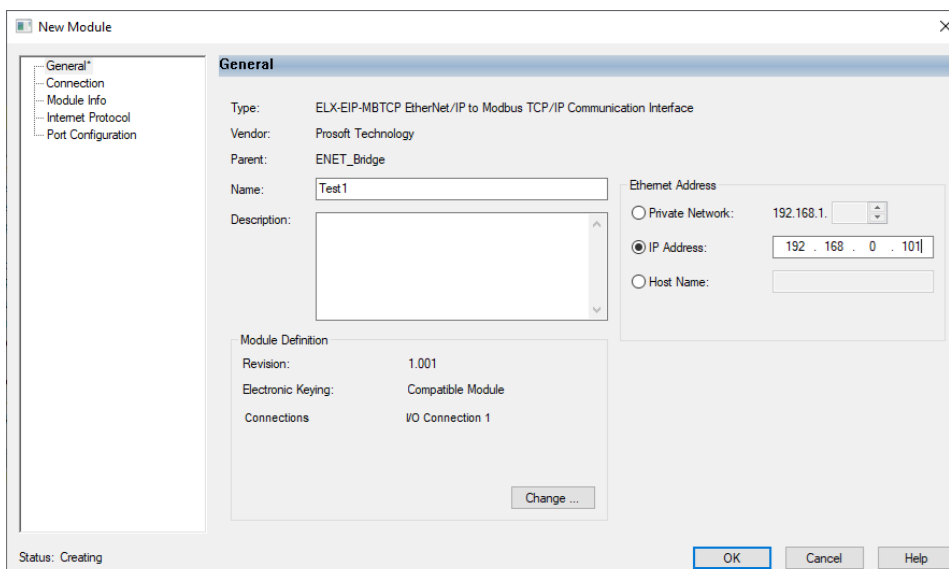 New Module
General*
Connection
Module Info
Internet Protocol
Port Configuration
General
Type: ELX-EIP-MBTCP EtherNet/IP to Modbus TCP/IP Communication Interface
Vendor: Prosoft Technology
Parent: ENET_Bridge
Name: Test1
Description:
Ethernet Address
Private Network: 192.168.1.
IP Address: 192 . 168 . 0 . 101
Host Name:
Module Definition
Revision: 1.001
Electronic Keying: Compatible Module
Connections I/O Connection 1
Change ...
Status: Creating
OK Cancel Help